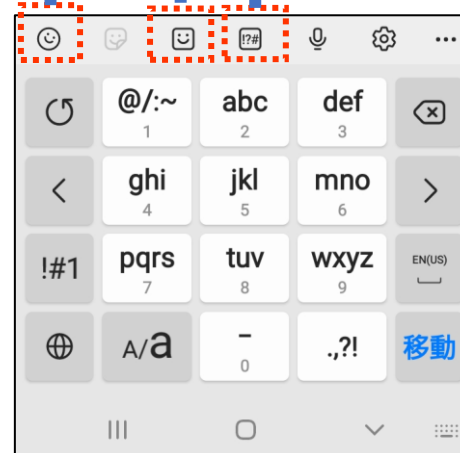 !?#
@/:~ abc def
1 2 3
ghi jkl mno
4 5 6
!#1 pqrs tuv wxyz EN(US)
7 8 9
A/a - .,?! 移動
0